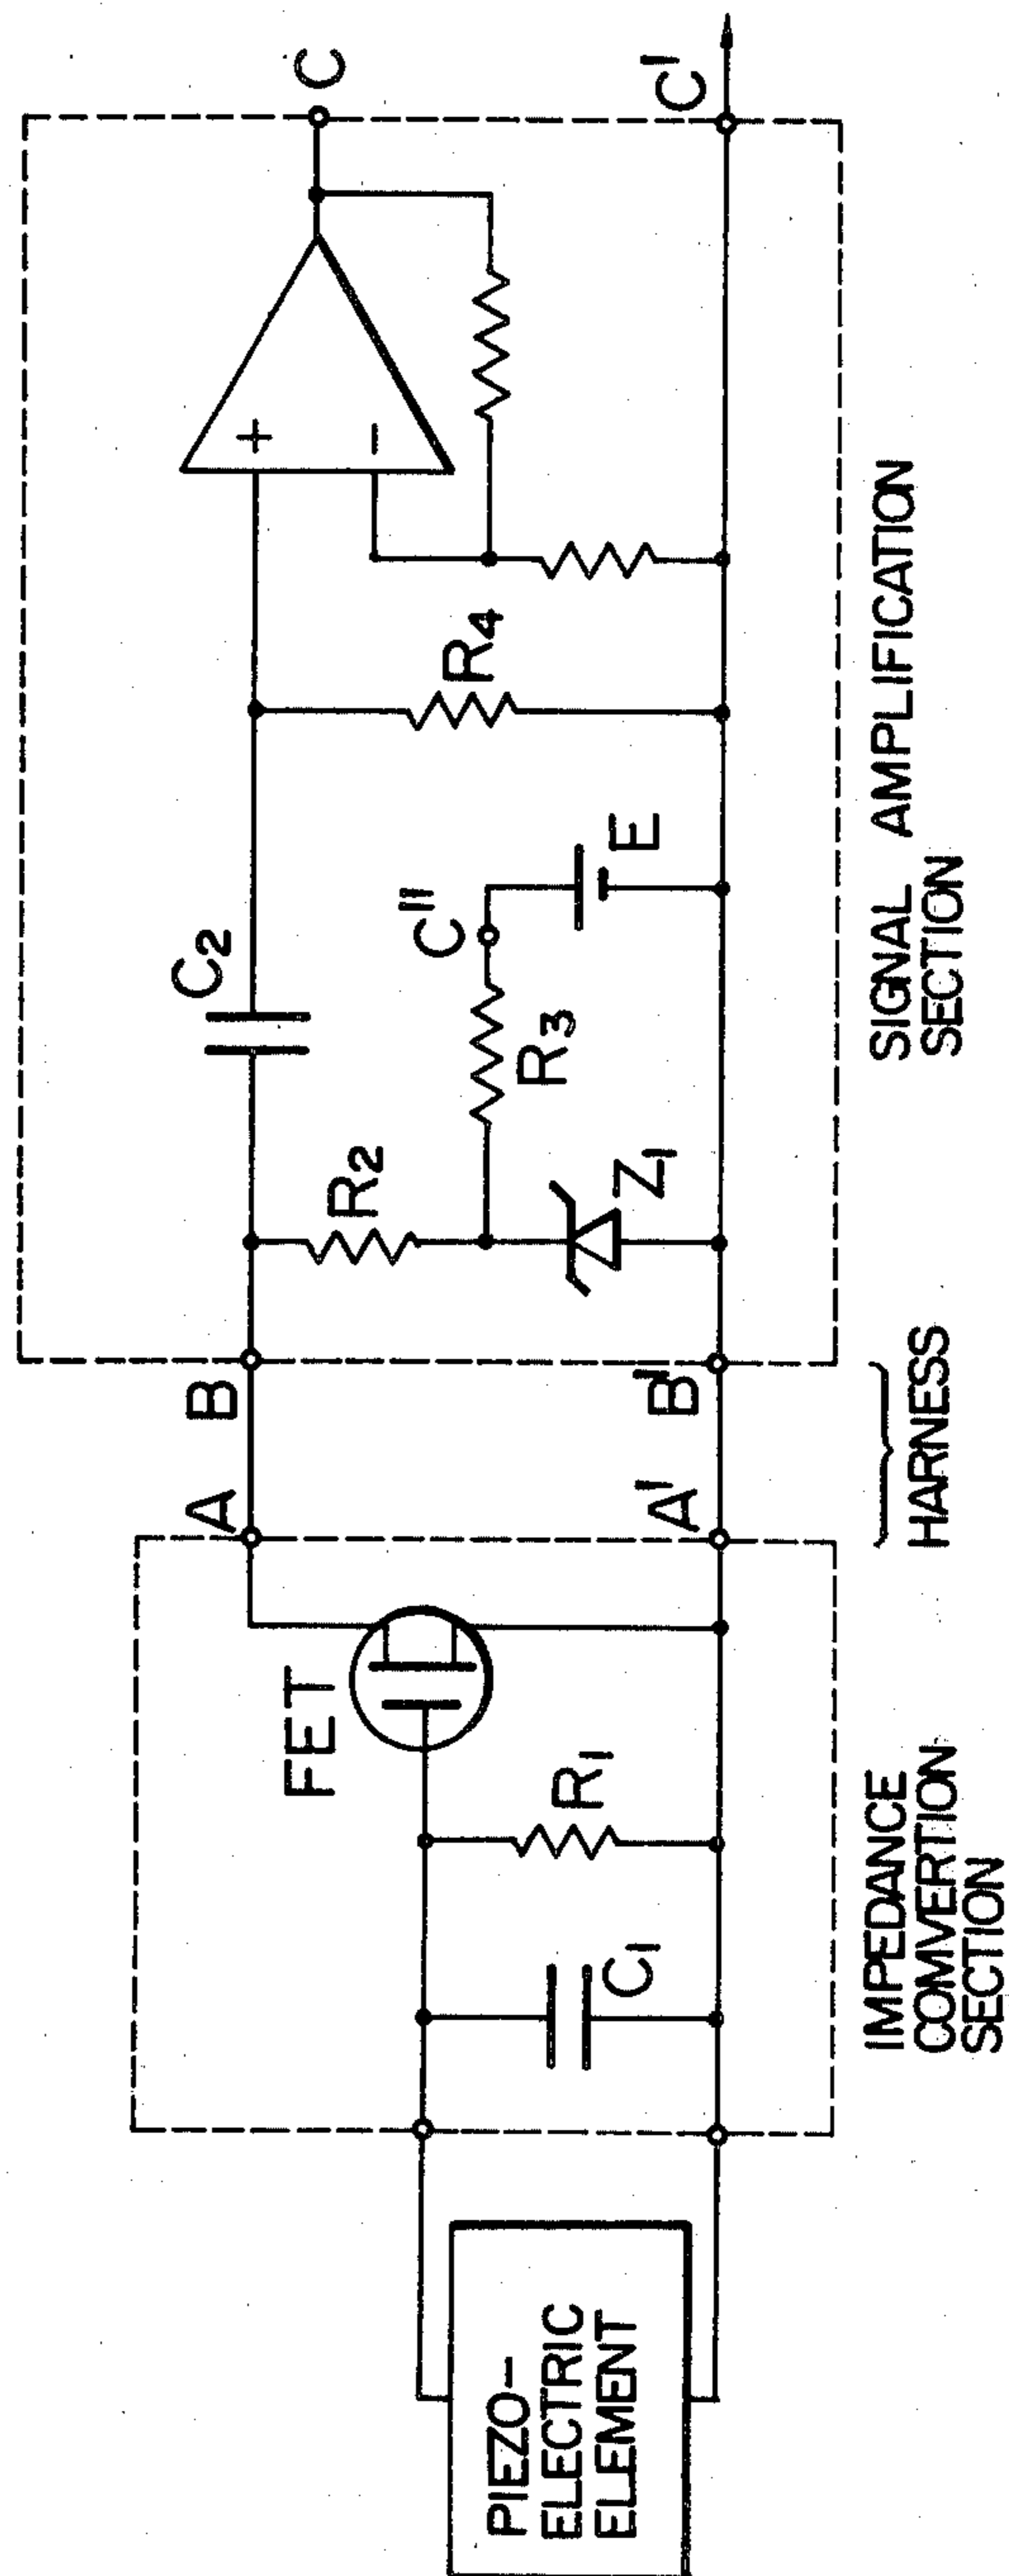 PIEZO-
ELECTRIC
ELEMENT
C1
R1
FET
IMPEDANCE
COMVERTION
SECTION
A
A'
B
B'
HARNESS
R2
Z1
C2
R3
C''
E
R4
+
-
C
C'
SIGNAL AMPLIFICATION
SECTION